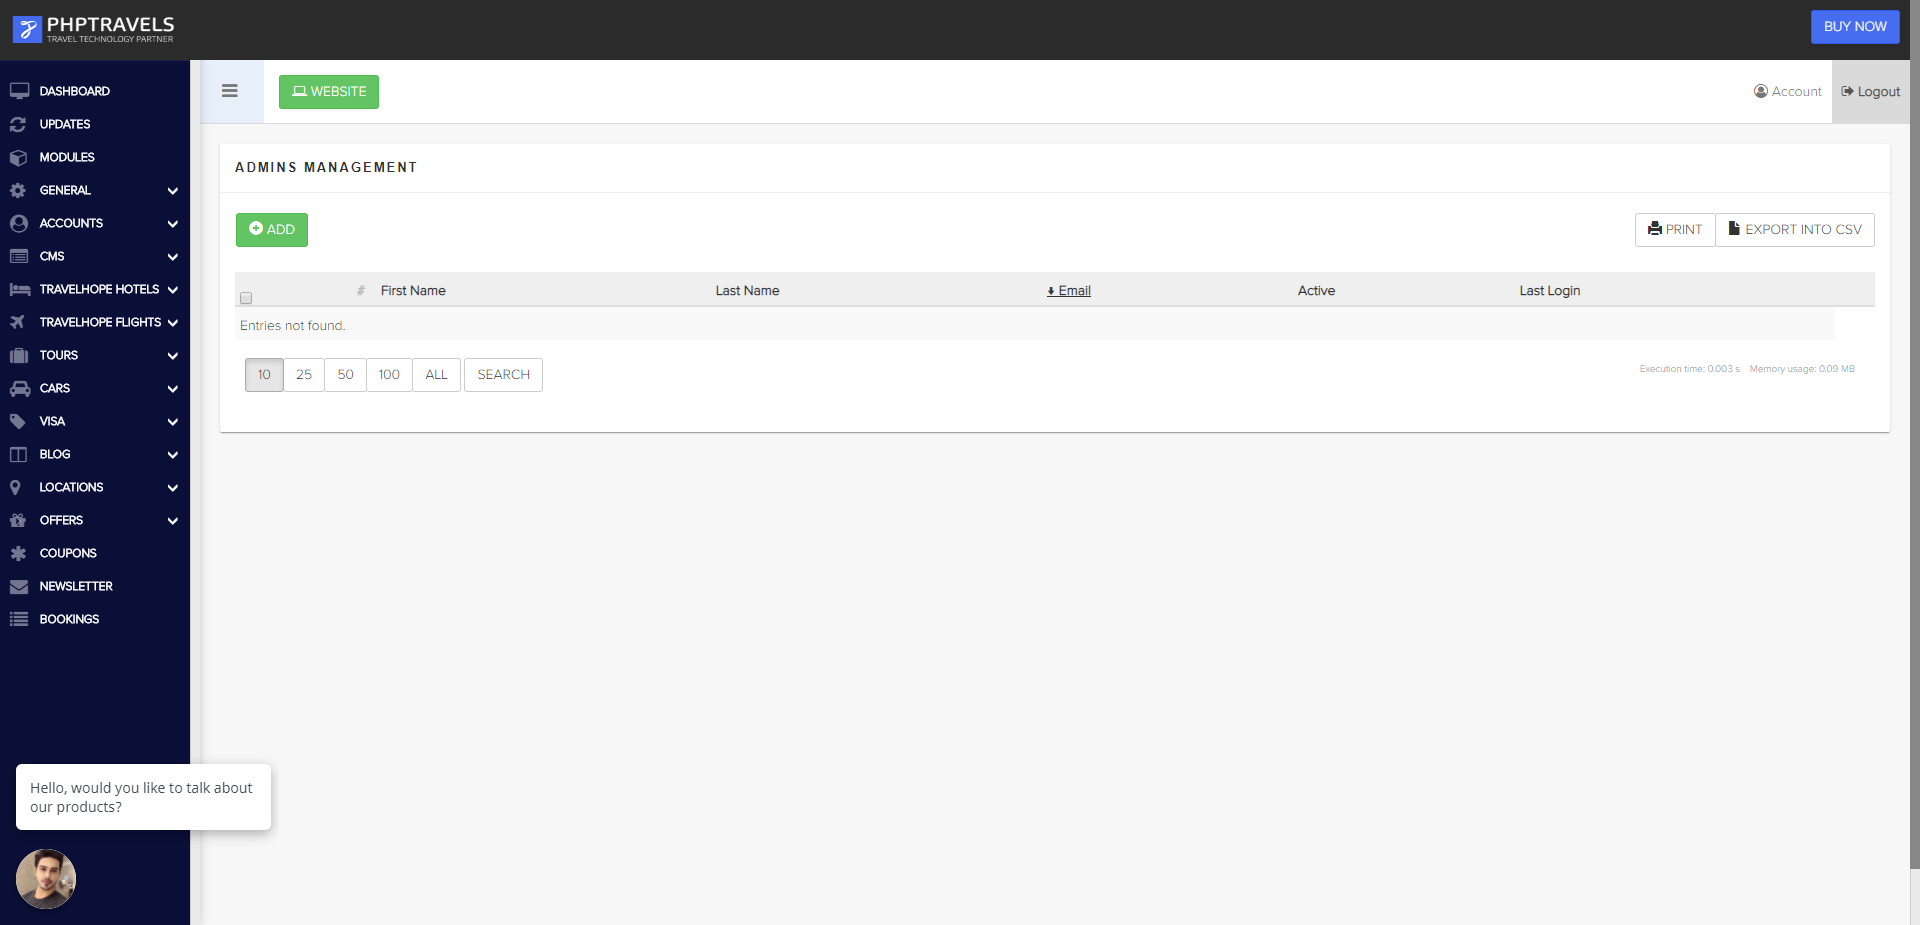 PHPTRAVELS
TRAVEL TECHNOLOGY PARTNER
BUY NOW
DASHBOARD
UPDATES
MODULES
GENERAL
ACCOUNTS
CMS
TRAVELHOPE HOTELS
TRAVELHOPE FLIGHTS
TOURS
CARS
VISA
BLOG
LOCATIONS
OFFERS
COUPONS
NEWSLETTER
BOOKINGS
WEBSITE
Account
Logout
ADMINS MANAGEMENT
ADD
PRINT
EXPORT INTO CSV
# First Name Last Name Email Active Last Login
Entries not found.
10 25 50 100 ALL SEARCH
Execution time: 0.003 s Memory usage: 0.09 MB
Hello, would you like to talk about
our products?